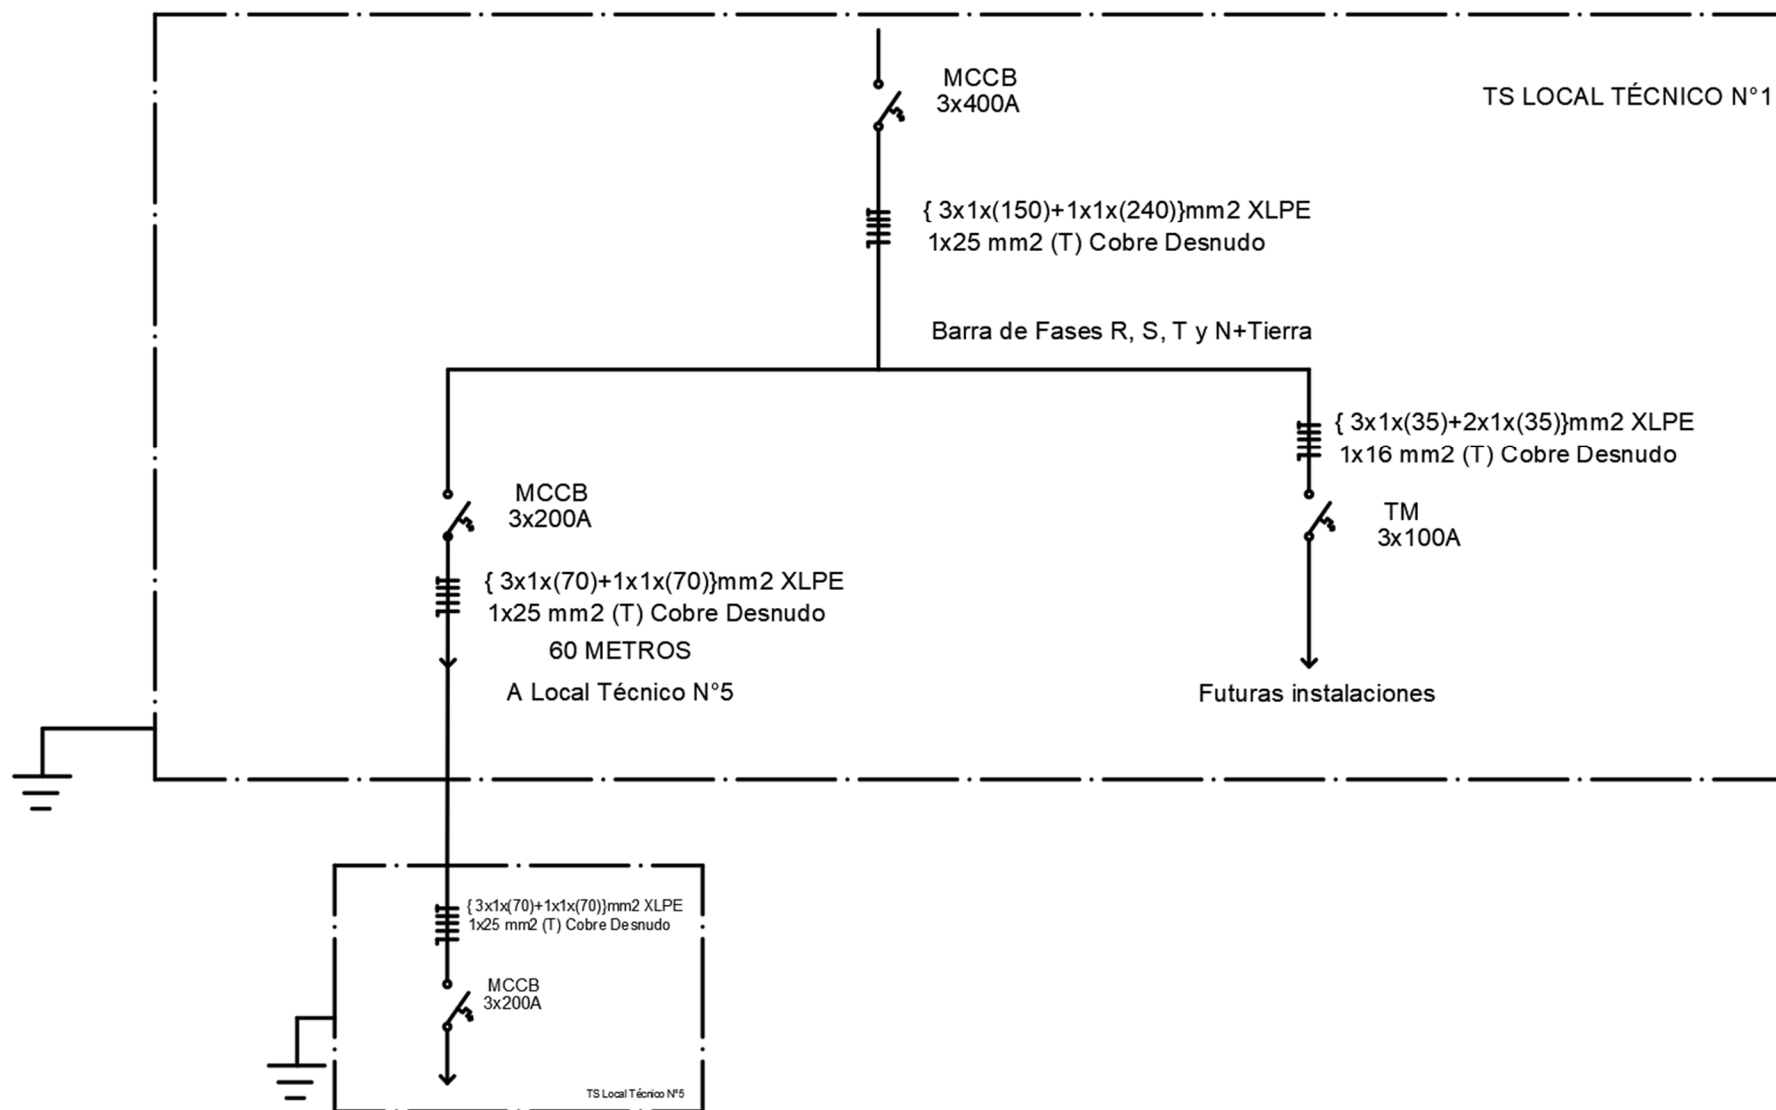 MCCB
3x400A
TS LOCAL TÉCNICO N°1
{ 3x1x(150)+1x1x(240)}mm2 XLPE
1x25 mm2 (T) Cobre Desnudo
Barra de Fases R, S, T y N+Tierra
{ 3x1x(35)+2x1x(35)}mm2 XLPE
1x16 mm2 (T) Cobre Desnudo
MCCB
3x200A
TM
3x100A
{ 3x1x(70)+1x1x(70)}mm2 XLPE
1x25 mm2 (T) Cobre Desnudo
60 METROS
A Local Técnico N°5
Futuras instalaciones
{ 3x1x(70)+1x1x(70)}mm2 XLPE
1x25 mm2 (T) Cobre Desnudo
MCCB
3x200A
TS Local Técnico N°5